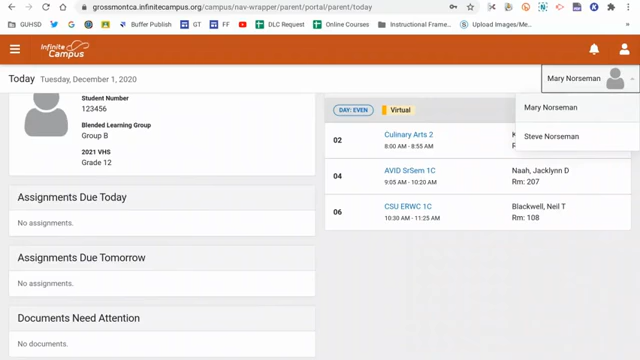 grossmontca.infinitecampus.org/campus/nav-wrapper/parent/portal/parent/today
GUHSD
Buffer Publish
GT
FF
DLC Request
Online Courses
Instructional Frame...
Upload Images/St...
Infinite Campus
Today Tuesday, December 1, 2020
Mary Norseman
Mary Norseman
Steve Norseman
Student Number
123456
Blended Learning Group
Group B
2021 VHS
Grade 12
Assignments Due Today
No assignments.
Assignments Due Tomorrow
No assignments.
Documents Need Attention
No documents.
DAY: EVEN Virtual
02 Culinary Arts 2
8:00 AM - 8:55 AM
04 AVID SrSem 1C Naah, Jacklynn D
9:05 AM - 10:20 AM Rm: 207
06 CSU ERWC 1C Blackwell, Neil T
10:30 AM - 11:25 AM Rm: 108